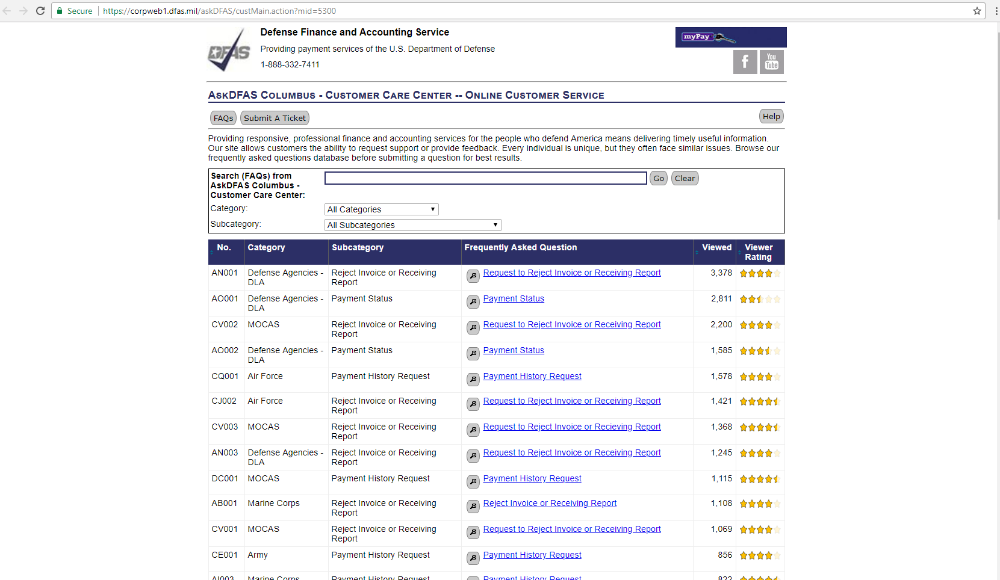 Secure https://corpweb1.dfas.mil/askDFAS/custMain.action?mid=5300
DFAS
Defense Finance and Accounting Service
Providing payment services of the U.S. Department of Defense
1-888-332-7411
myPay
f You Tube
AskDFAS Columbus - Customer Care Center -- Online Customer Service
FAQs Submit A Ticket Help
Providing responsive, professional finance and accounting services for the people who defend America means delivering timely useful information.
Our site allows customers the ability to request support or provide feedback. Every individual is unique, but they often face similar issues. Browse our
frequently asked questions database before submitting a question for best results.
Search (FAQs) from
AskDFAS Columbus -
Customer Care Center:
Go Clear
Category: All Categories
Subcategory: All Subcategories
No. Category Subcategory Frequently Asked Question Viewed Viewer
Rating
AN001 Defense Agencies - Reject Invoice or Receiving Request to Reject Invoice or Receiving Report 3,378
DLA Report
AO001 Defense Agencies - Payment Status Payment Status 2,811
DLA
CV002 MOCAS Reject Invoice or Receiving Request to Reject Invoice or Receiving Report 2,200
Report
AO002 Defense Agencies - Payment Status Payment Status 1,585
DLA
CQ001 Air Force Payment History Request Payment History Request 1,578
CJ002 Air Force Reject Invoice or Receiving Request to Reject Invoice or Receiving Report 1,421
Report
CV003 MOCAS Reject Invoice or Receiving Request to Reject Invoice or Recieving Report 1,368
Report
AN003 Defense Agencies - Reject Invoice or Receiving Request to Reject Invoice or Receiving Report 1,245
DLA Report
DC001 MOCAS Payment History Request Payment History Request 1,115
AB001 Marine Corps Reject Invoice or Receiving Reject Invoice or Receiving Report 1,108
Report
CV001 MOCAS Reject Invoice or Receiving Request to Reject Invoice or Receiving Report 1,069
Report
CE001 Army Payment History Request Payment History Request 856
Marine Corps Payment History Request Payment History Request 822